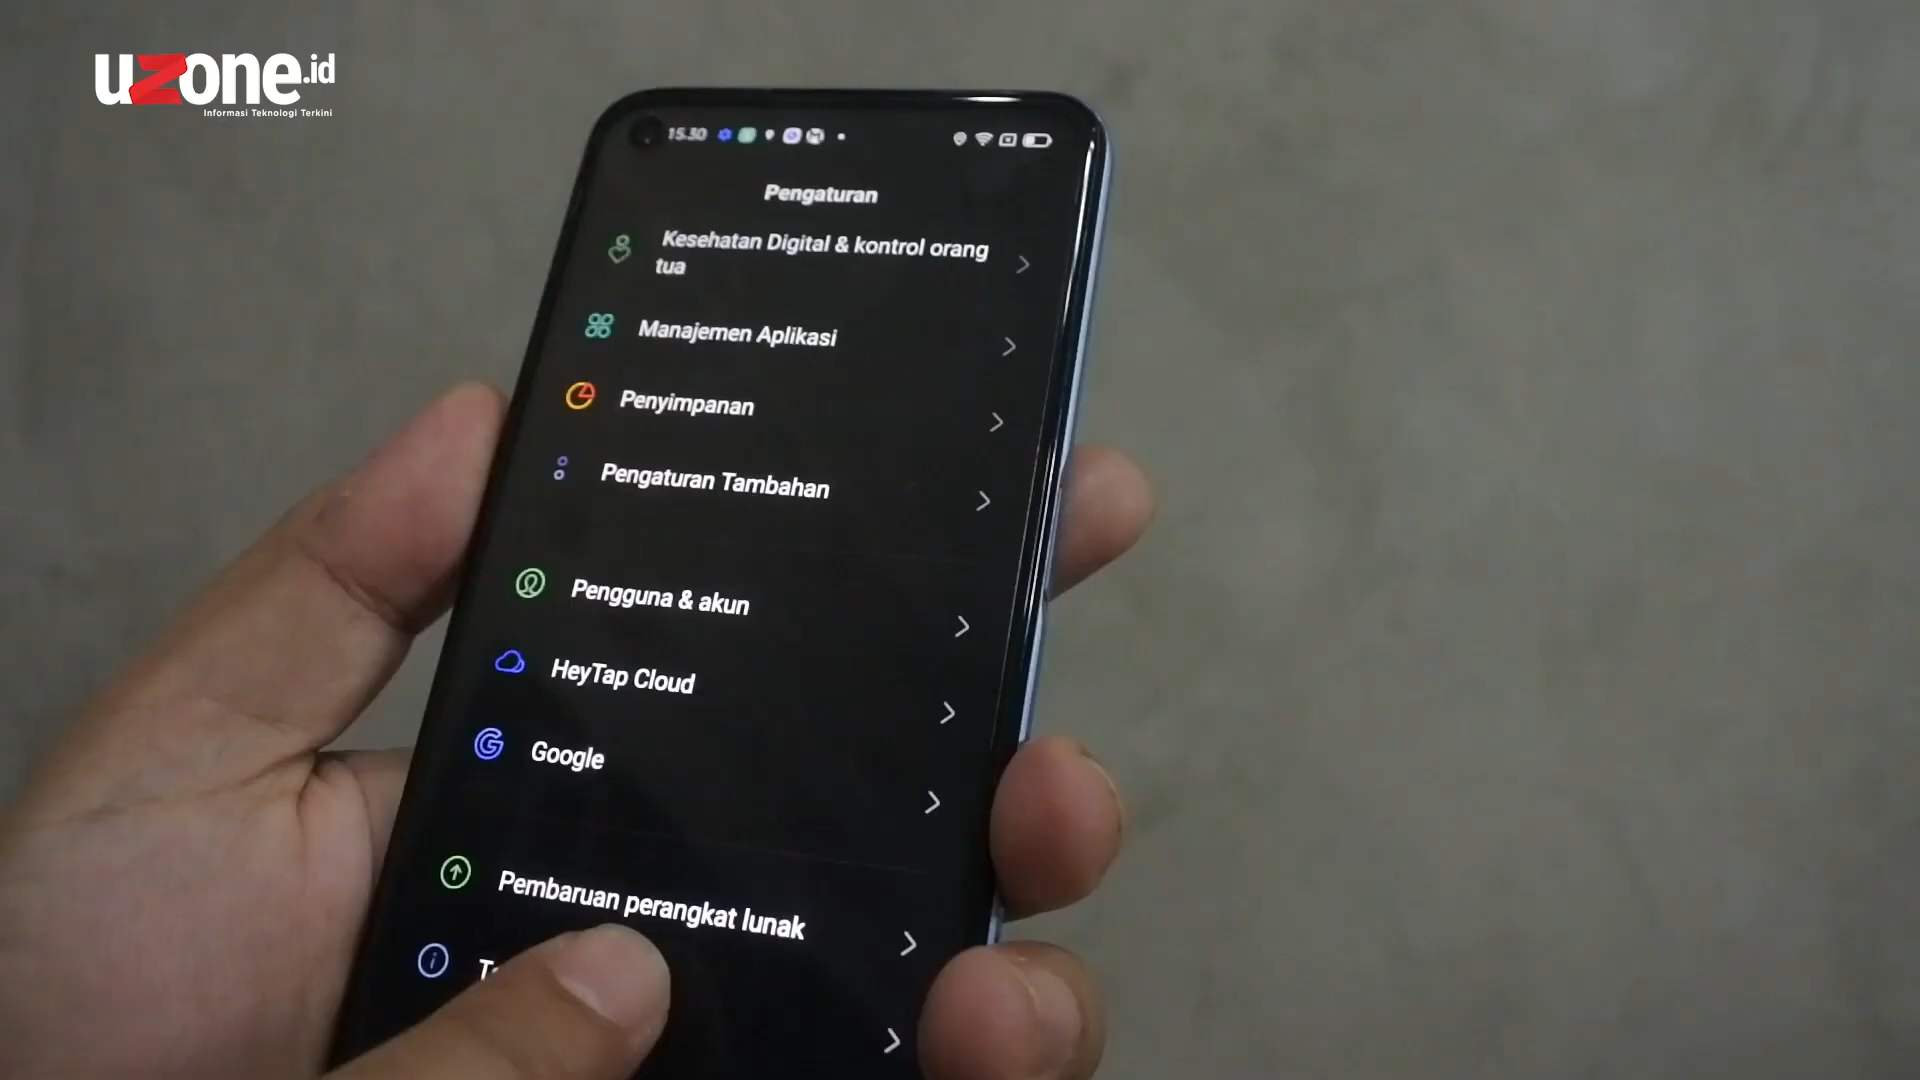 uzone.id
Informasi Teknologi Terkini
15.30
Pengaturan
Kesehatan Digital & kontrol orang
tua
Manajemen Aplikasi
Penyimpanan
Pengaturan Tambahan
Pengguna & akun
HeyTap Cloud
Google
Pembaruan perangkat lunak